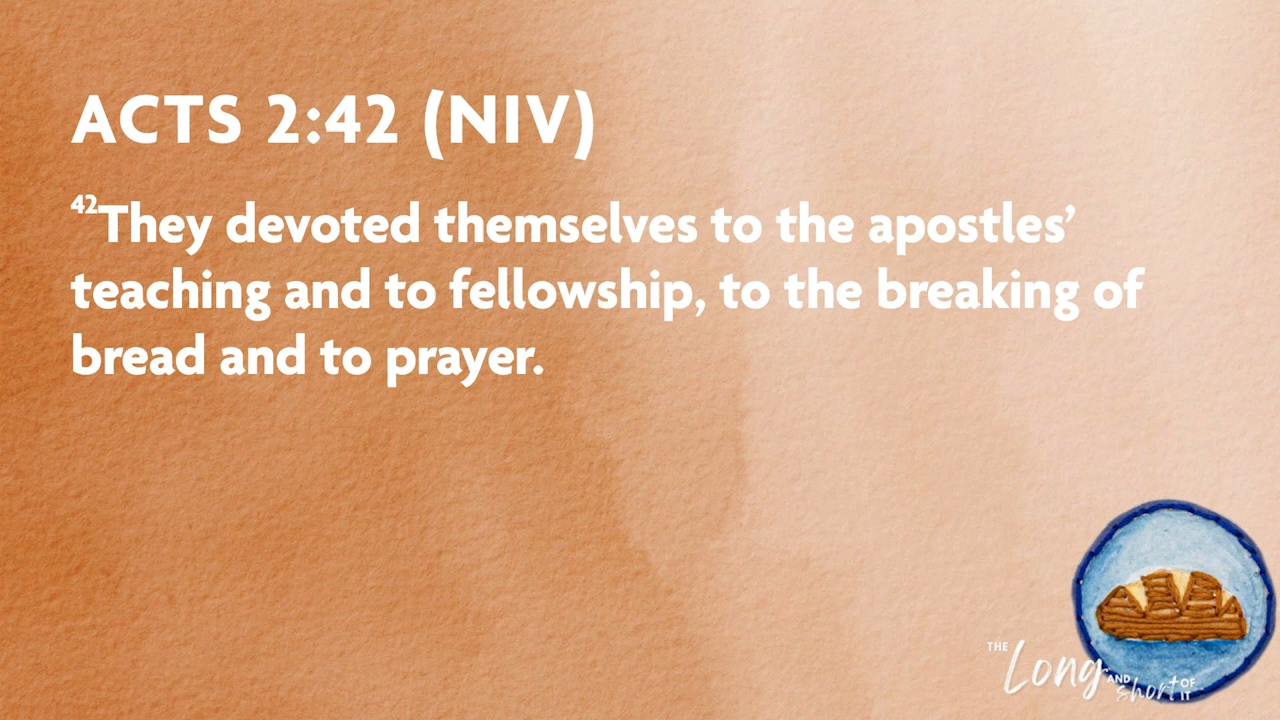 ACTS 2:42 (NIV)
42They devoted themselves to the apostles’
teaching and to fellowship, to the breaking of
bread and to prayer.
THE Long AND short OF IT